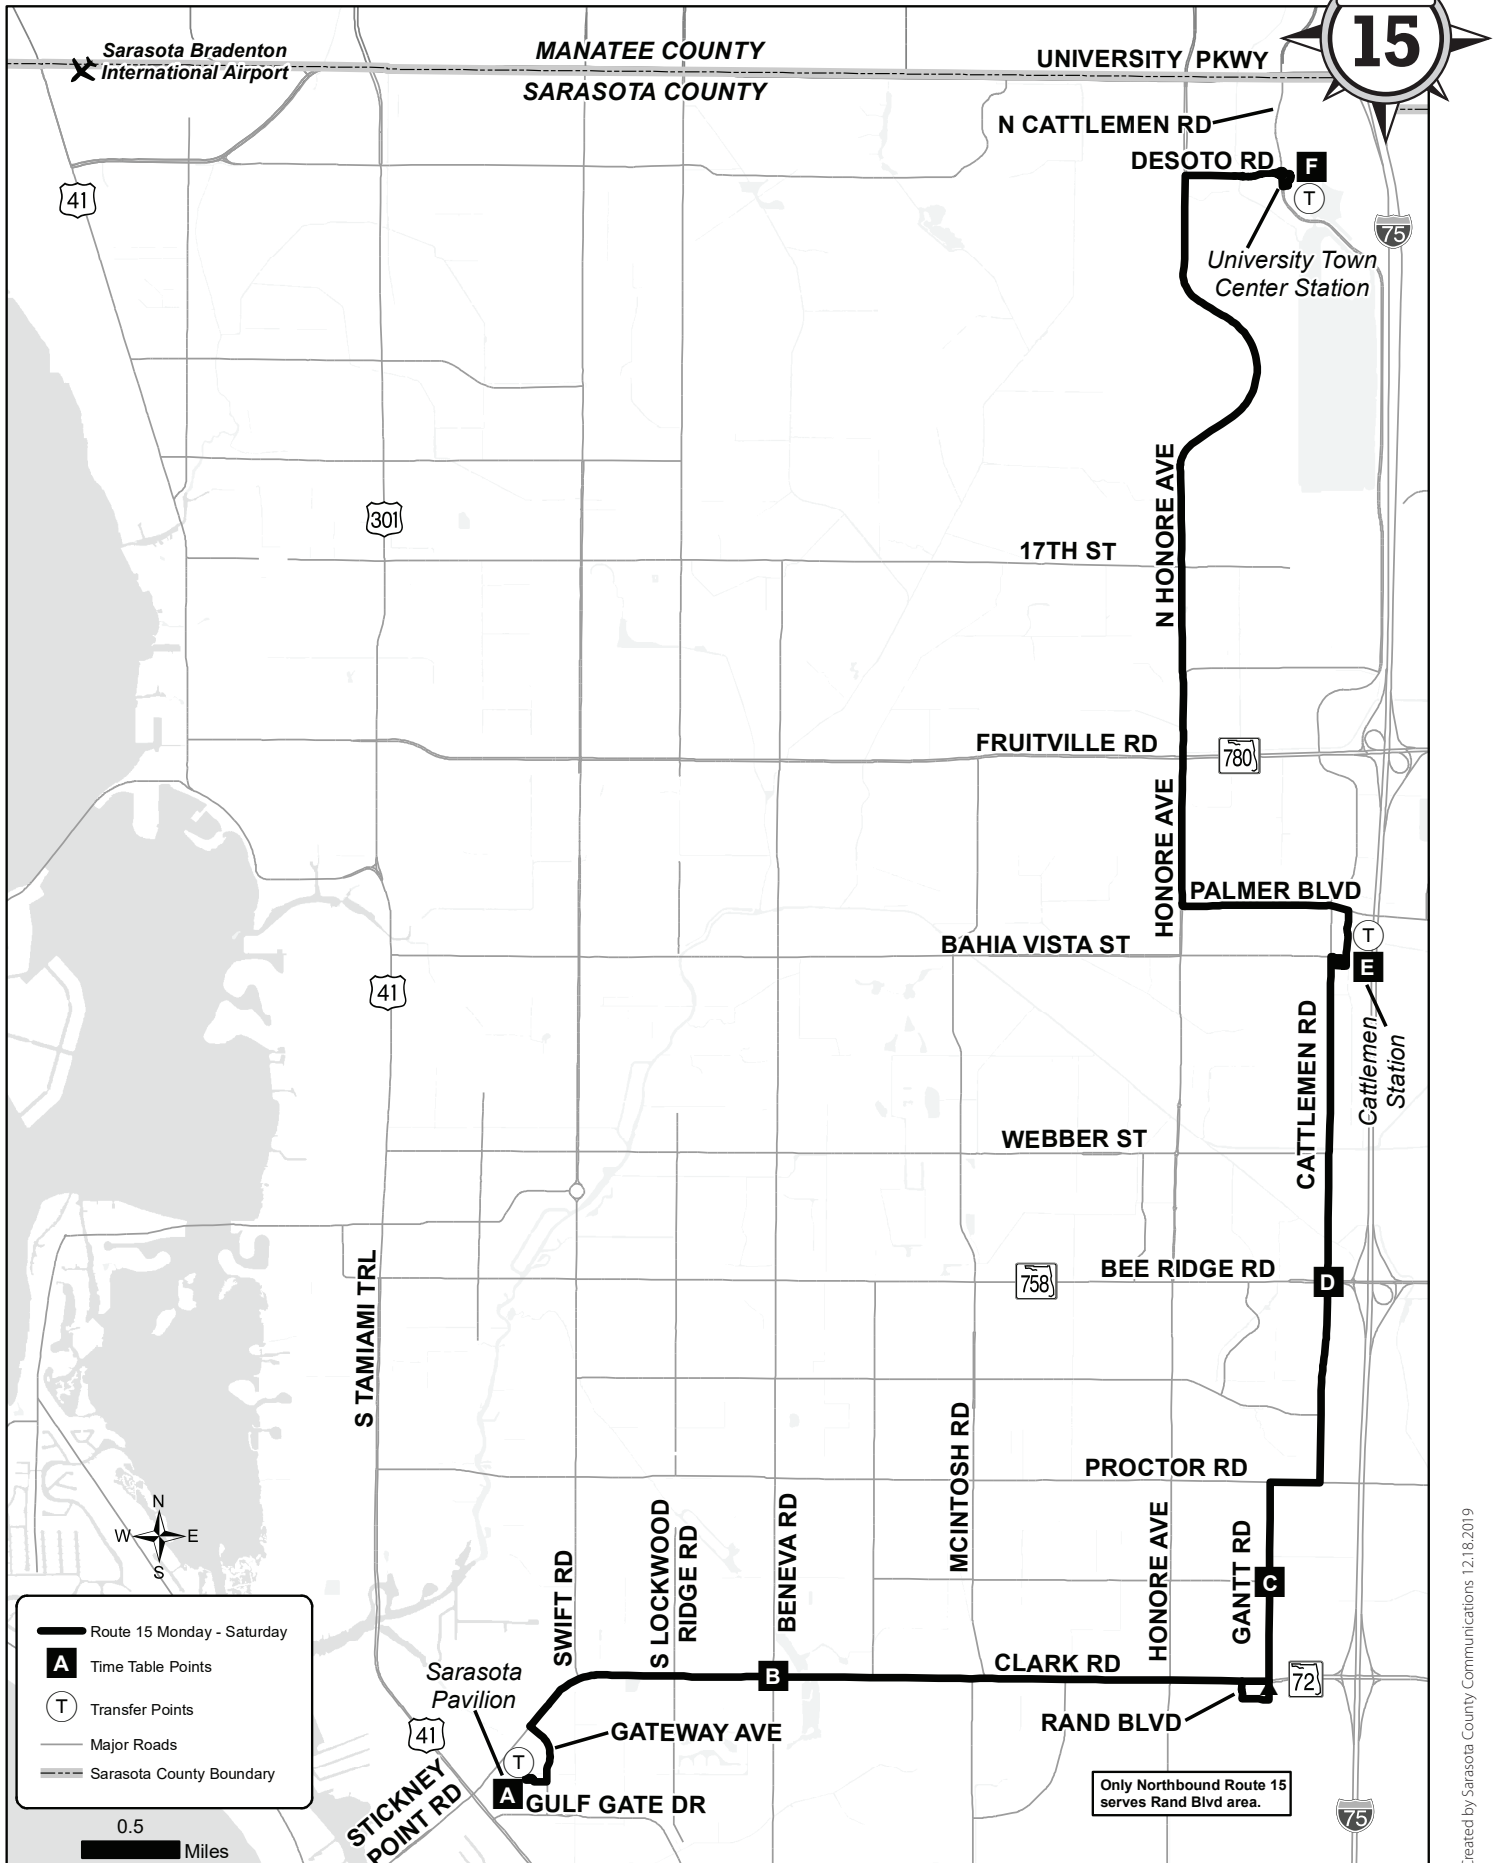 15
Sarasota Bradenton
International Airport
MANATEE COUNTY
SARASOTA COUNTY
UNIVERSITY PKWY
N CATTLEMEN RD
DESOTO RD
F
T
41
75
University Town
Center Station
N HONORE AVE
301
17TH ST
FRUITVILLE RD
780
HONORE AVE
PALMER BLVD
BAHIA VISTA ST
T
E
41
CATTLEMEN RD
Cattlemen
Station
WEBBER ST
S TAMIAMI TRL
758
BEE RIDGE RD
D
MCINTOSH RD
PROCTOR RD
N
W
E
S
SWIFT RD
S LOCKWOOD
RIDGE RD
BENEVA RD
HONORE AVE
GANTT RD
C
Route 15 Monday - Saturday
A
Time Table Points
T
Transfer Points
Major Roads
Sarasota County Boundary
0.5
Miles
Sarasota
Pavilion
B
CLARK RD
72
RAND BLVD
GATEWAY AVE
41
T
A
GULF GATE DR
STICKNEY
POINT RD
Only Northbound Route 15
serves Rand Blvd area.
75
Created by Sarasota County Communications 12.18.2019